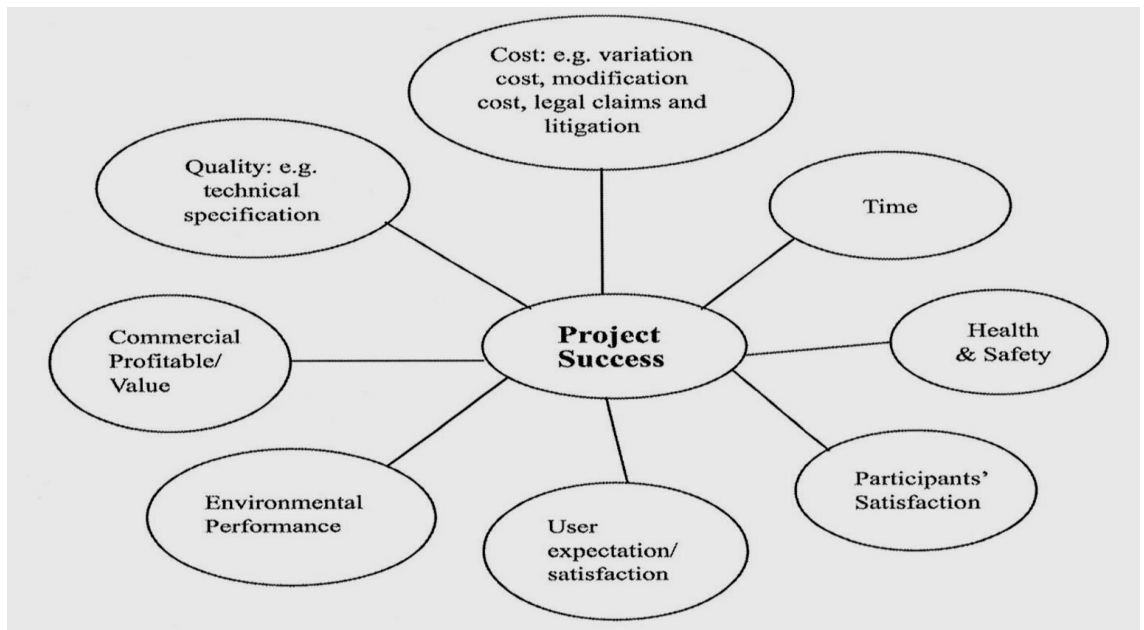 Cost: e.g. variation
cost, modification
cost, legal claims and
litigation
Quality: e.g.
technical
specification
Time
Commercial
Profitable/
Value
Project
Success
Health
& Safety
Environmental
Performance
User
expectation/
satisfaction
Participants’
Satisfaction